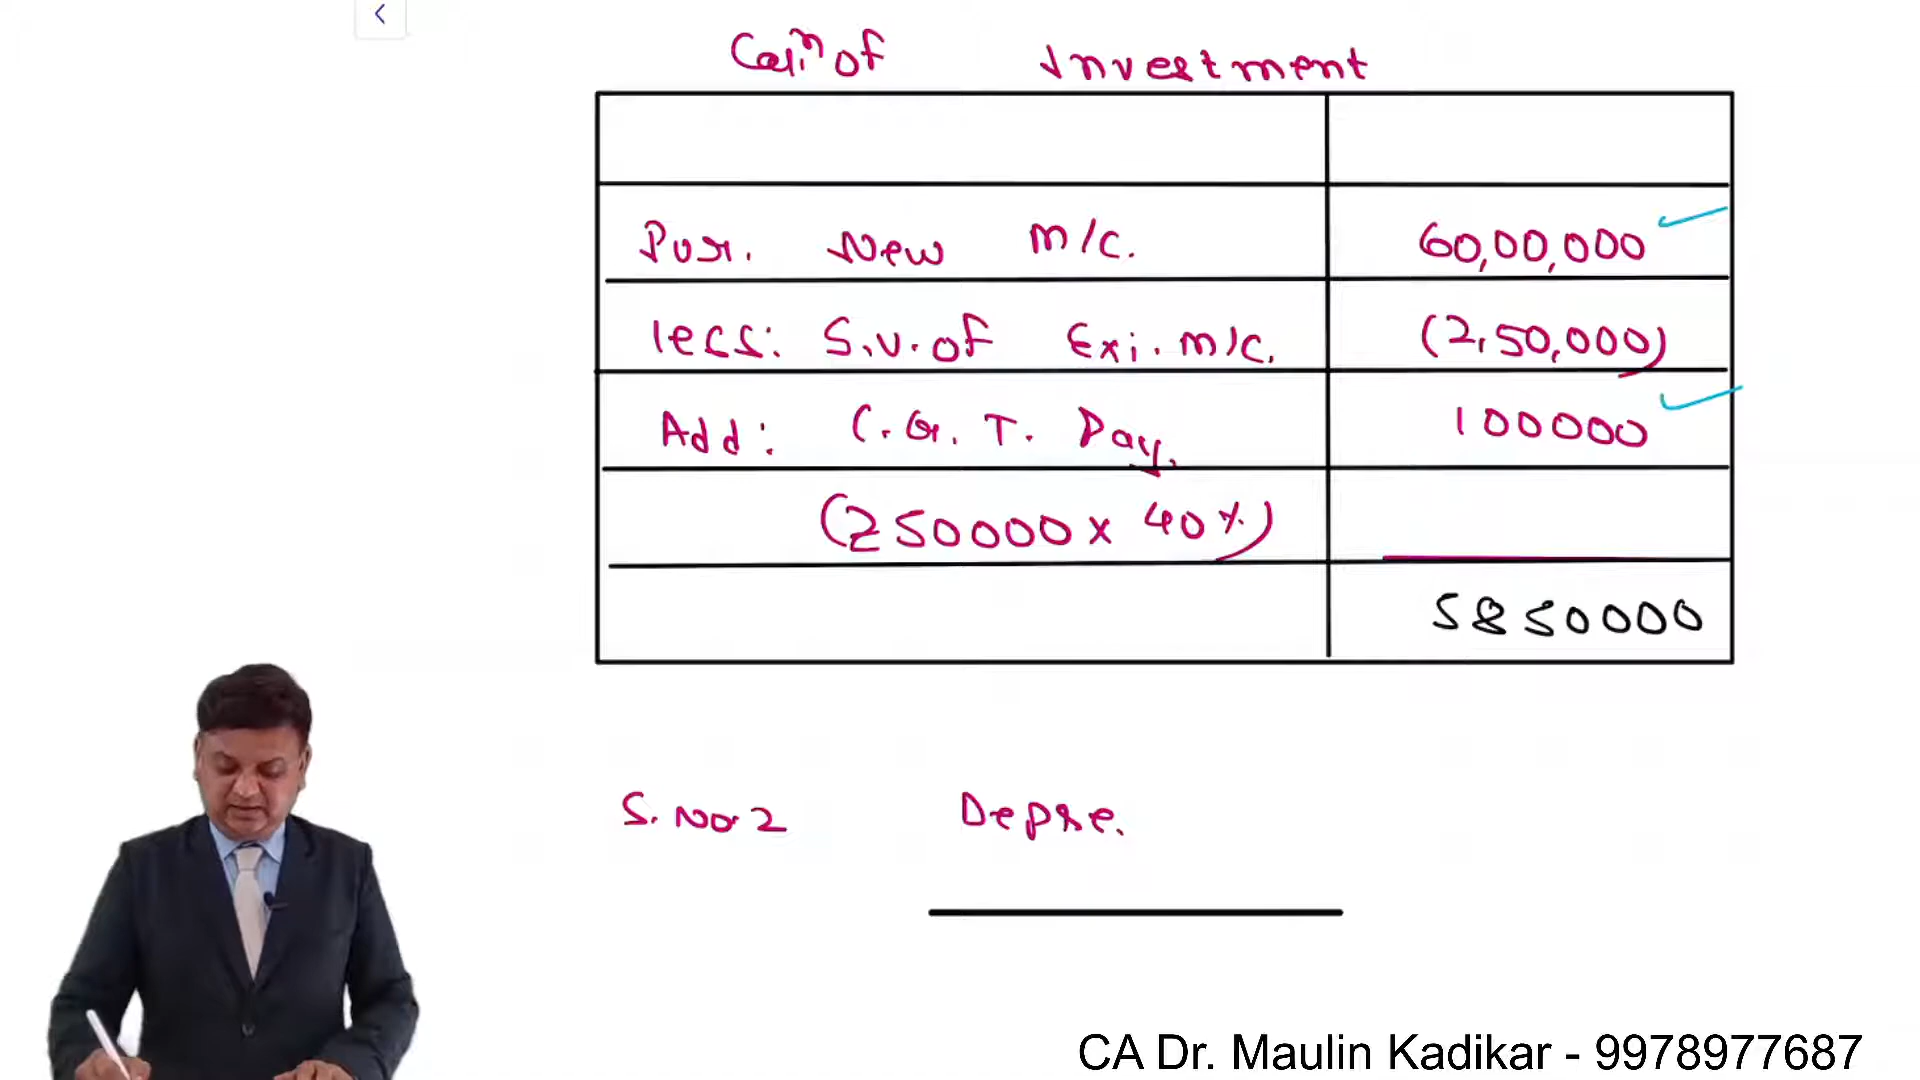 Caln of Investment
Pur. New M/C. 60,00,000
less: S.V. of Exi. M/C. (2,50,000)
Add: C.G.T. Pay. 100000
(250000 x 40%)
5850000
S. No. 2 Depre.
CA Dr. Maulin Kadikar - 9978977687